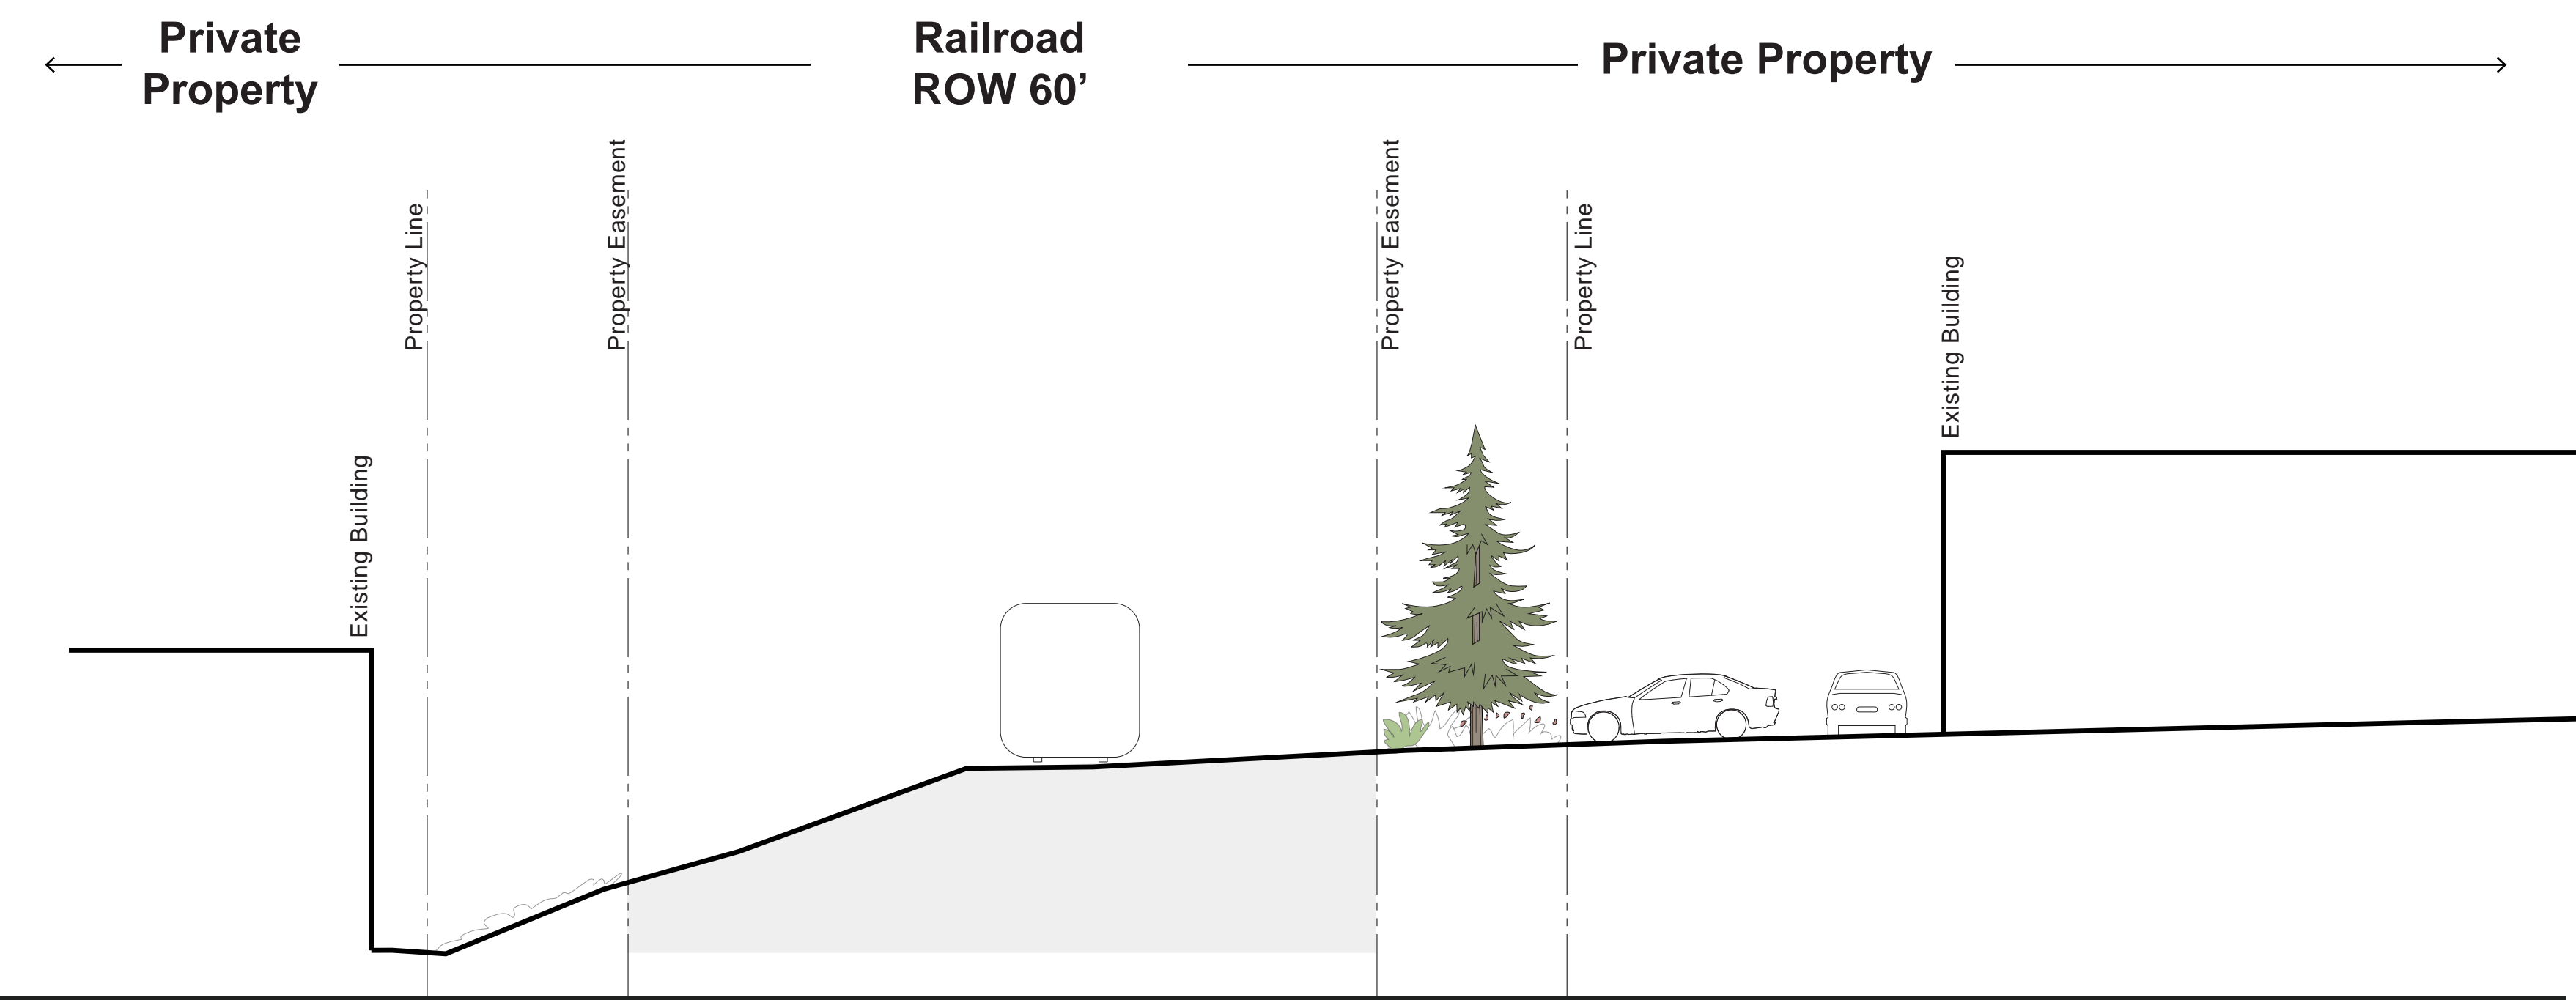 Private
Property
Railroad
ROW 60’
Private Property
Property Line
Property Easement
Property Easement
Property Line
Existing Building
Existing Building